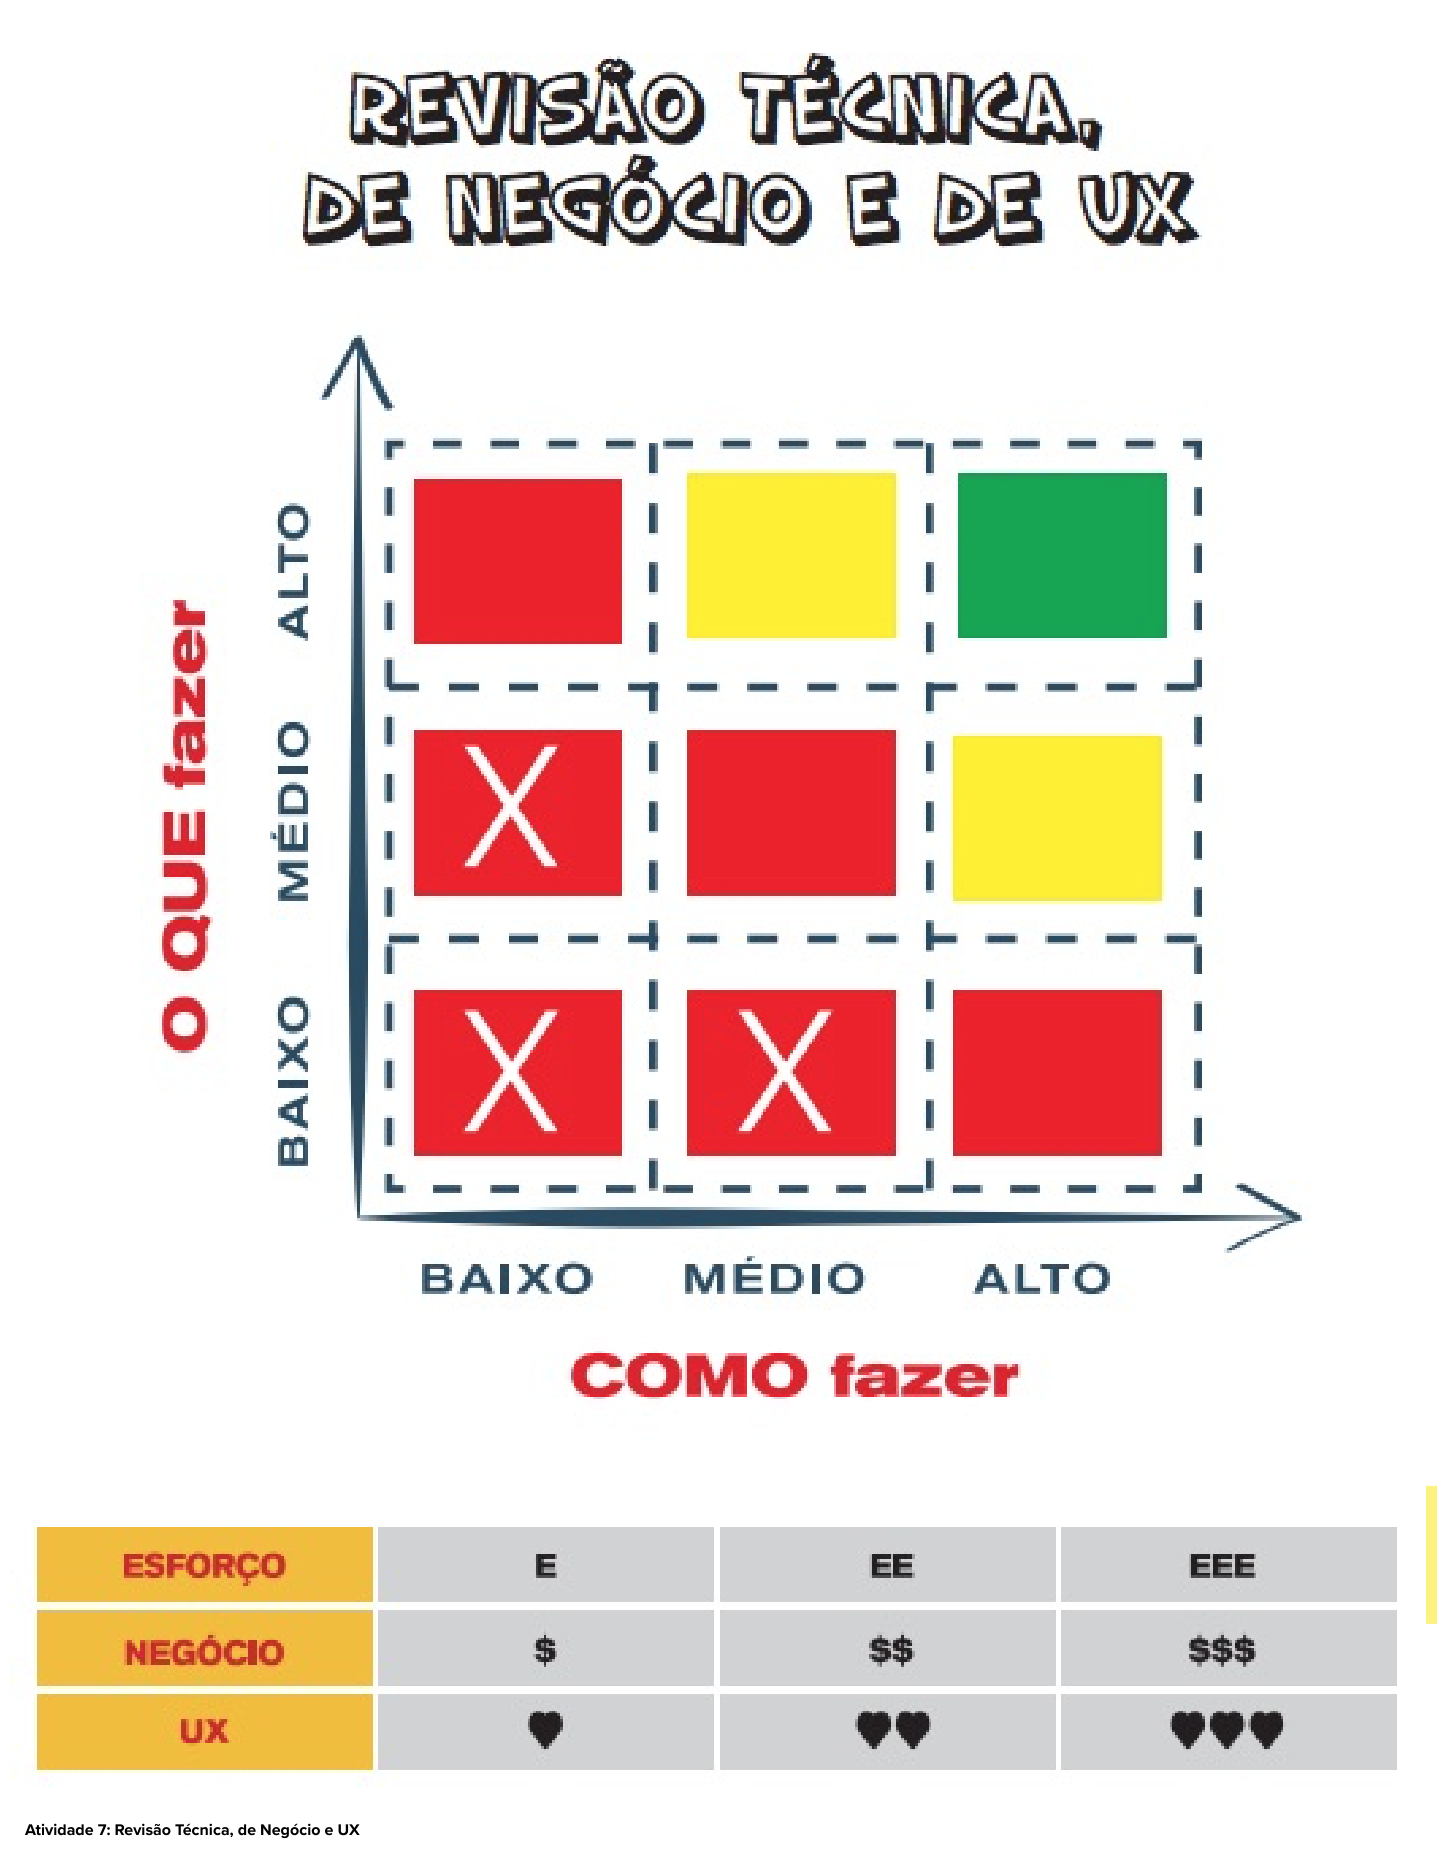 REVISÃO TÉCNICA,
DE NEGÓCIO E DE UX
O QUE fazer
ALTO
MÉDIO
X
BAIXO
X
X
BAIXO
MÉDIO
ALTO
COMO fazer
ESFORÇO E EE EEE
NEGÓCIO $ $$ $$$
UX ♥ ♥♥ ♥♥♥
Atividade 7: Revisão Técnica, de Negócio e UX